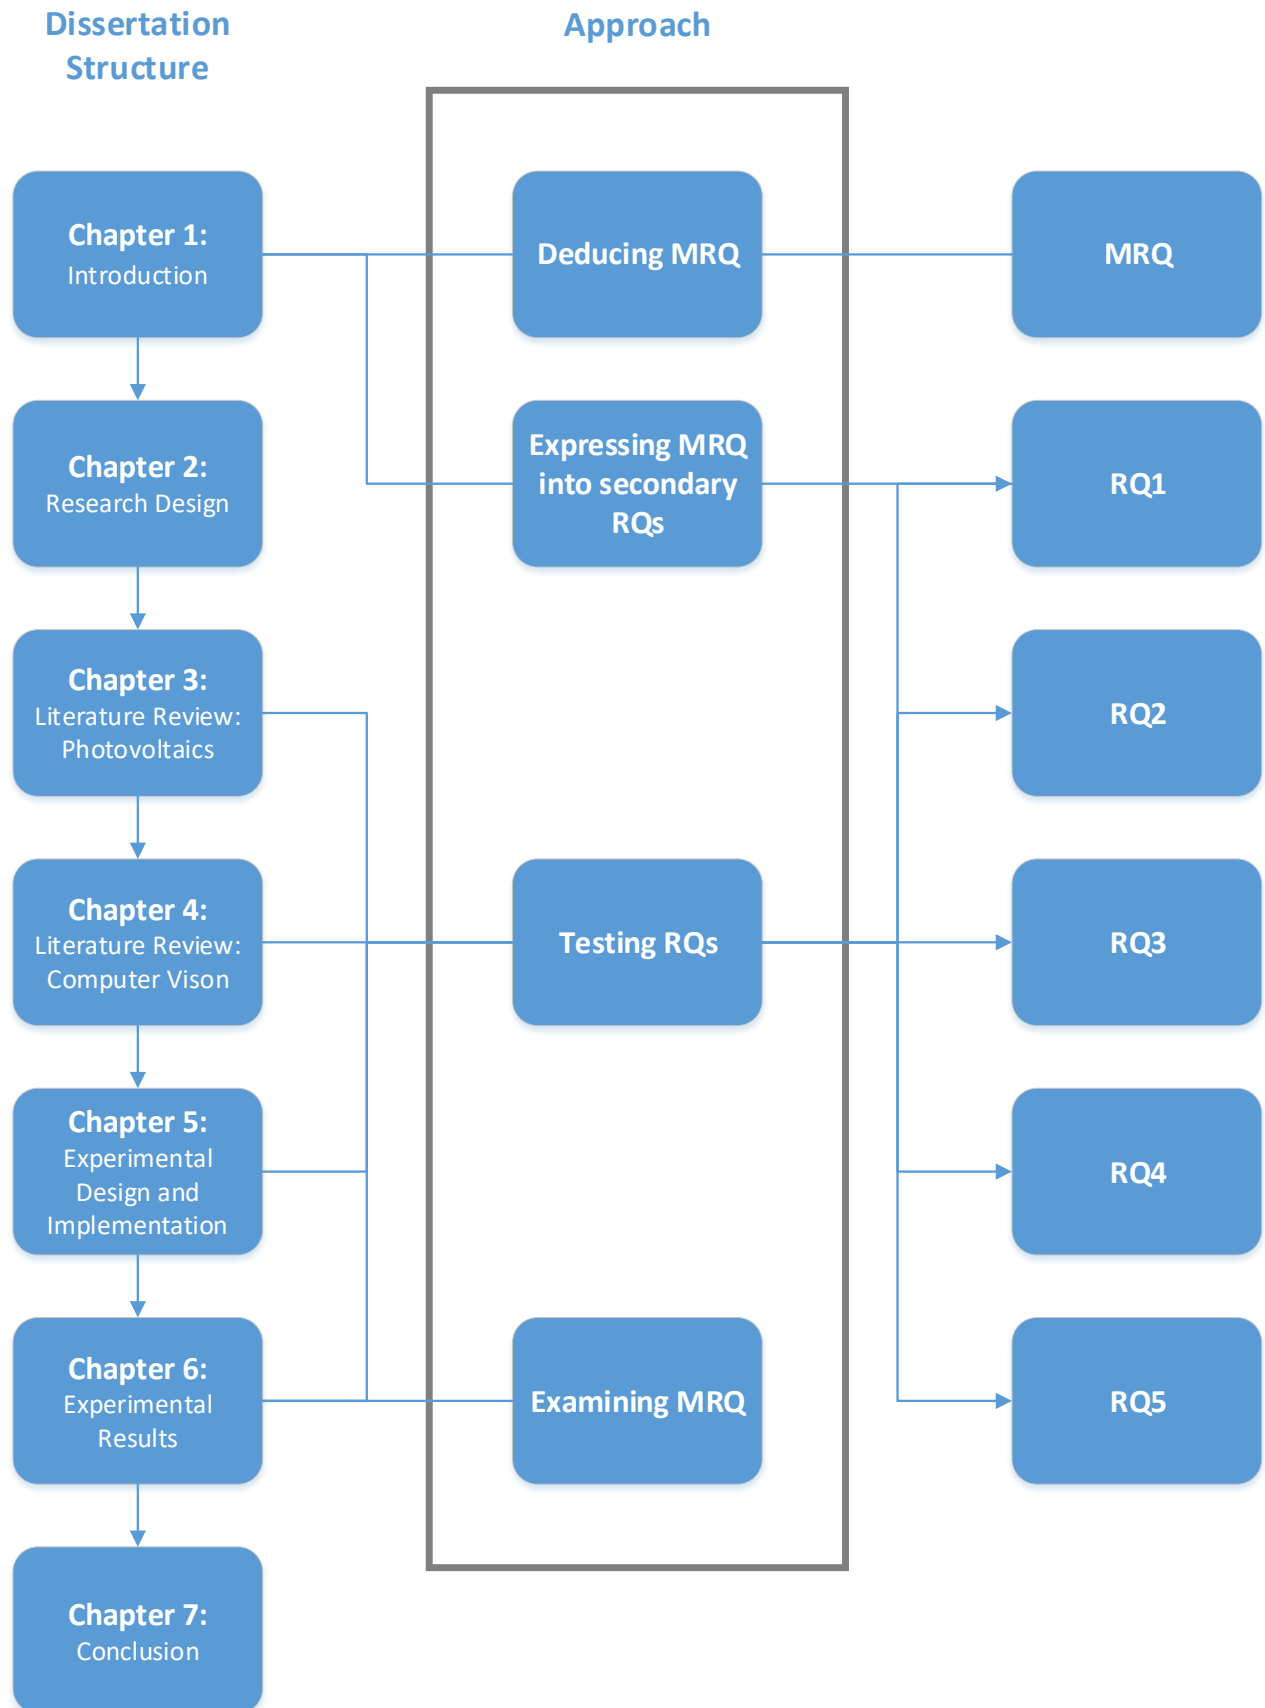 Dissertation
Structure
Approach
Chapter 1:
Introduction
Deducing MRQ
MRQ
Chapter 2:
Research Design
Expressing MRQ
into secondary
RQs
RQ1
Chapter 3:
Literature Review:
Photovoltaics
RQ2
Chapter 4:
Literature Review:
Computer Vison
Testing RQs
RQ3
Chapter 5:
Experimental
Design and
Implementation
RQ4
Chapter 6:
Experimental
Results
Examining MRQ
RQ5
Chapter 7:
Conclusion